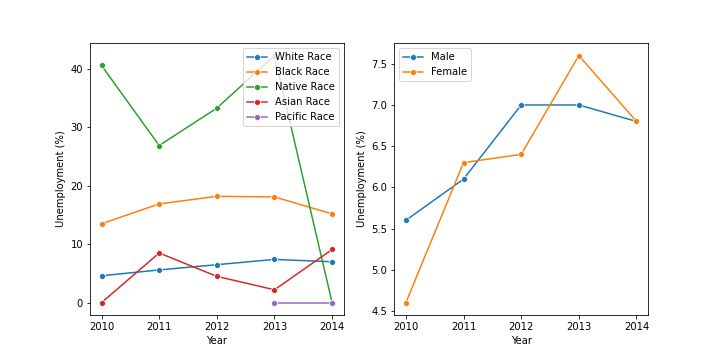 White Race
Black Race
Native Race
Asian Race
Pacific Race
Unemployment (%)
40
30
20
10
0
2010 2011 2012 2013 2014
Year
Male
Female
Unemployment (%)
7.5
7.0
6.5
6.0
5.5
5.0
4.5
2010 2011 2012 2013 2014
Year